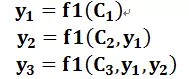 y₁ = f1(C₁)
y₂ = f1(C₂,y₁)
y₃ = f1(C₃,y₁,y₂)